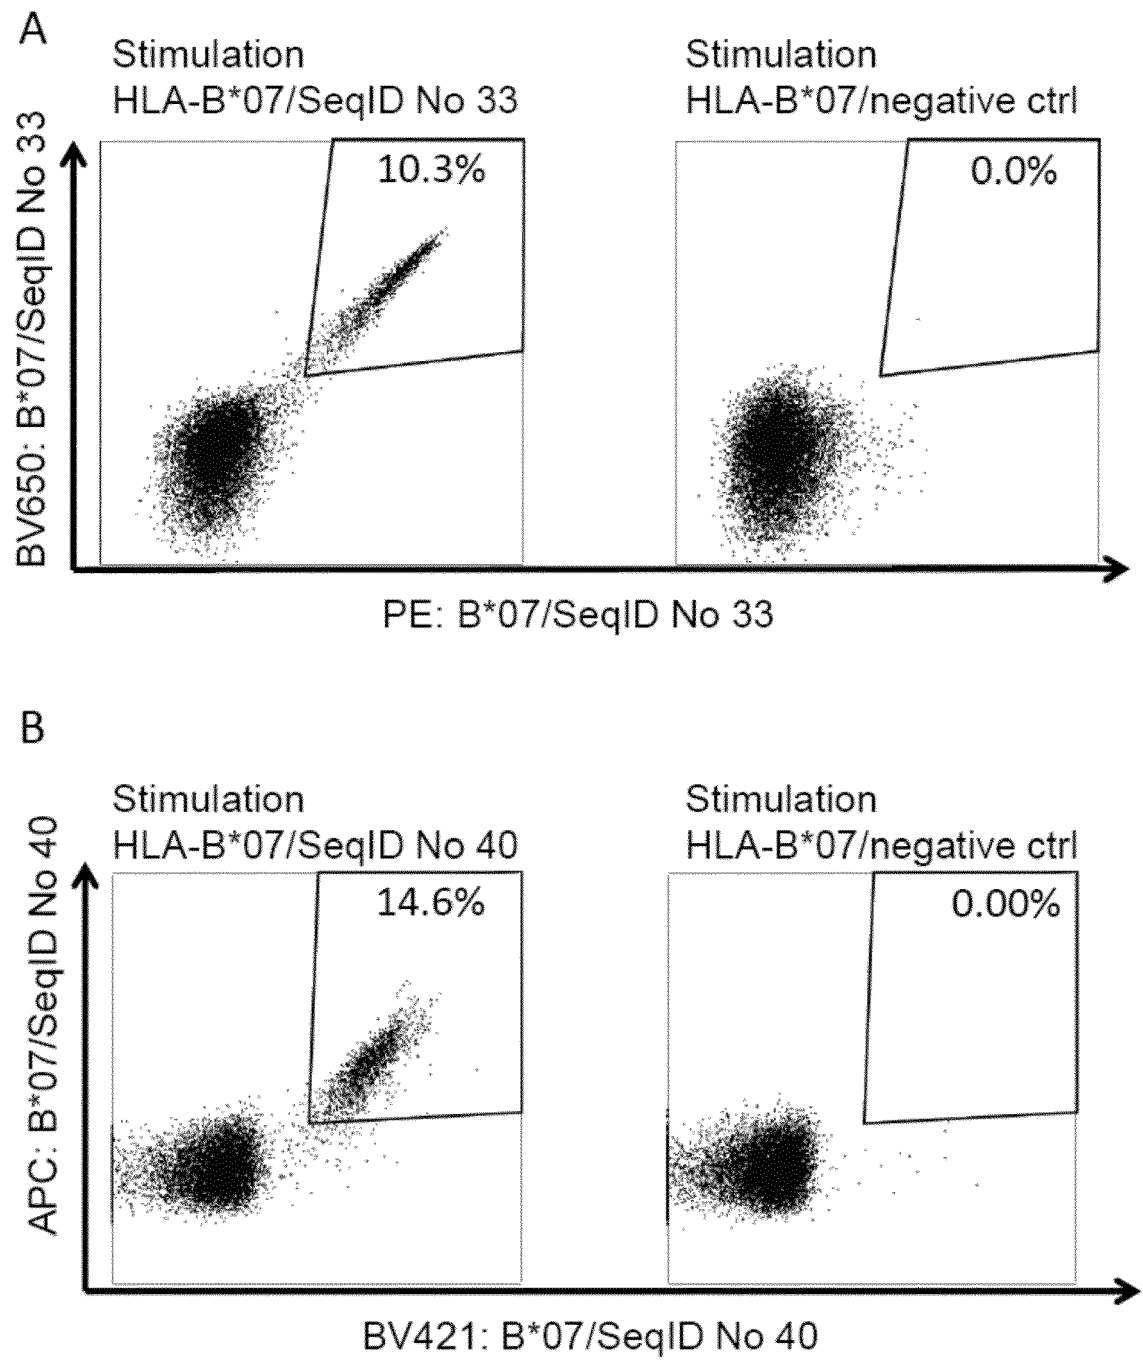 A
Stimulation
HLA-B*07/SeqID No 33
Stimulation
HLA-B*07/negative ctrl
BV650: B*07/SeqID No 33
10.3%
0.0%
PE: B*07/SeqID No 33
B
Stimulation
HLA-B*07/SeqID No 40
Stimulation
HLA-B*07/negative ctrl
APC: B*07/SeqID No 40
14.6%
0.00%
BV421: B*07/SeqID No 40